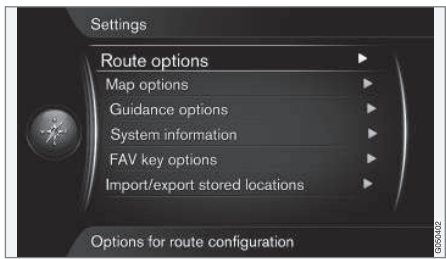 Settings
Route options
Map options
Guidance options
System information
FAV key options
Import/export stored locations
Options for route configuration
G050402